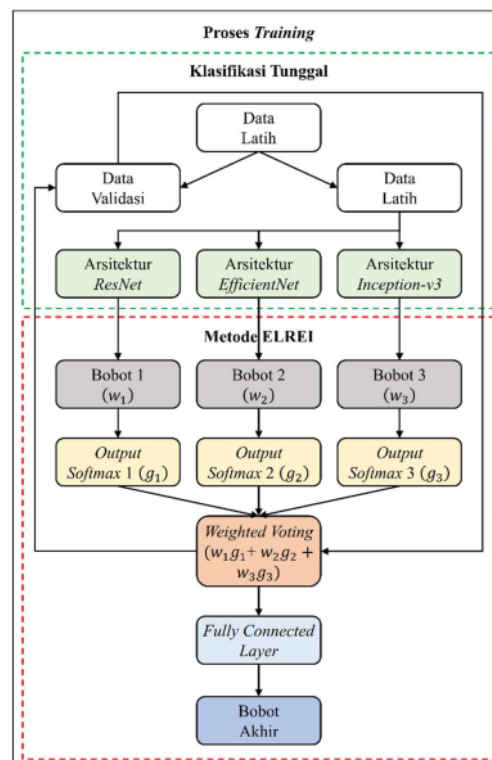 Proses Training
Klasifikasi Tunggal
Data
Latih
Data
Validasi
Data
Latih
Arsitektur
ResNet
Arsitektur
EfficientNet
Arsitektur
Inception-v3
Metode ELREI
Bobot 1
(w₁)
Bobot 2
(w₂)
Bobot 3
(w₃)
Output
Softmax 1 (g₁)
Output
Softmax 2 (g₂)
Output
Softmax 3 (g₃)
Weighted Voting
(w₁g₁+ w₂g₂ +
w₃g₃)
Fully Connected
Layer
Bobot
Akhir